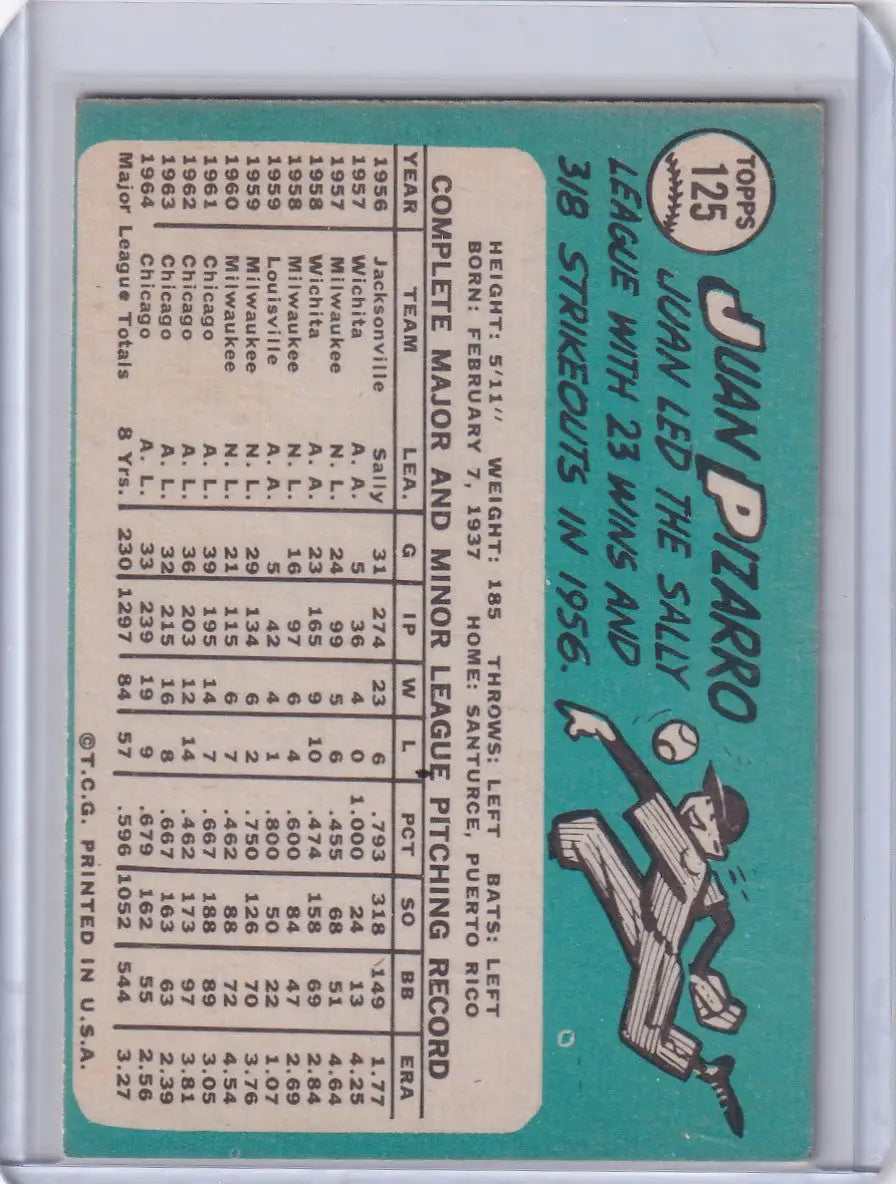 TOPPS
125
JUAN PIZARRO
JUAN LED THE SALLY
LEAGUE WITH 23 WINS AND
318 STRIKEOUTS IN 1956.
HEIGHT: 5'11" WEIGHT: 185 THROWS: LEFT BATS: LEFT
BORN: FEBRUARY 7, 1937 HOME: SANTURCE, PUERTO RICO
COMPLETE MAJOR AND MINOR LEAGUE PITCHING RECORD
YEAR TEAM LEA. G IP W L PCT SO BB ERA
1956 Jacksonville Sally 31 274 23 6 .793 318 149 1.77
1957 Wichita A. A. 5 36 4 0 1.000 24 13 4.25
1957 Milwaukee N. L. 24 99 5 6 .455 68 51 4.64
1958 Wichita A. A. 23 165 9 10 .474 158 69 2.84
1958 Milwaukee N. L. 16 97 6 4 .600 84 47 2.69
1959 Louisville A. A. 5 42 4 1 .800 50 22 1.07
1959 Milwaukee N. L. 29 134 6 2 .750 126 70 3.76
1960 Milwaukee N. L. 21 115 6 7 .462 88 72 4.54
1961 Chicago A. L. 39 195 14 7 .667 188 89 3.05
1962 Chicago A. L. 36 203 12 14 .462 173 97 3.81
1963 Chicago A. L. 32 215 16 8 .667 163 63 2.39
1964 Chicago A. L. 33 239 19 9 .679 162 55 2.56
Major League Totals 8 Yrs. 230 1297 84 57 .596 1052 544 3.27
©T.C.G. PRINTED IN U.S.A.